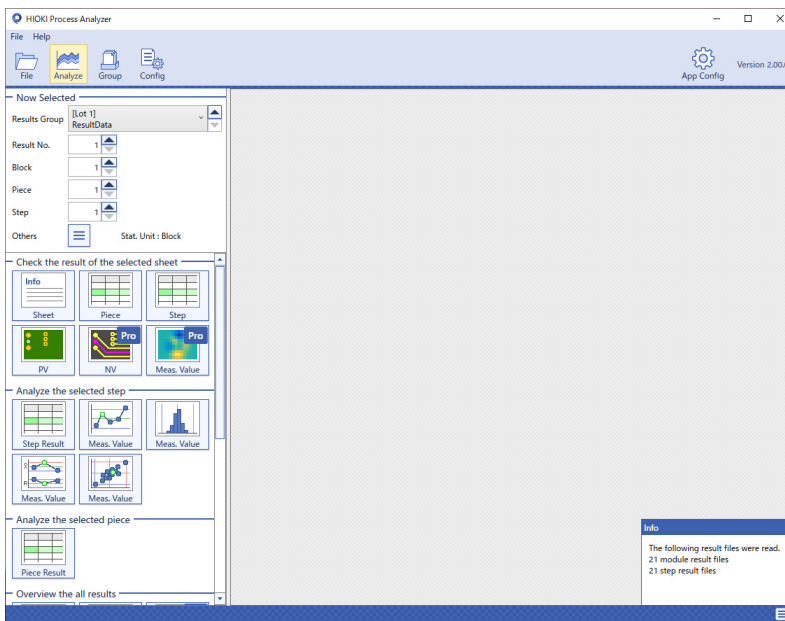 HIOKI Process Analyzer
File Help
File Analyze Group Config
App Config
Version 2.00.
Now Selected
Results Group
[Lot 1]
ResultData
Result No. 1
Block 1
Piece 1
Step 1
Others
Stat. Unit : Block
Check the result of the selected sheet
Info
Sheet Piece Step
Pro Pro
PV NV Meas. Value
Analyze the selected step
Step Result Meas. Value Meas. Value
X
R
Meas. Value Meas. Value
Analyze the selected piece
Piece Result
Overview the all results
Info
The following result files were read.
21 module result files
21 step result files